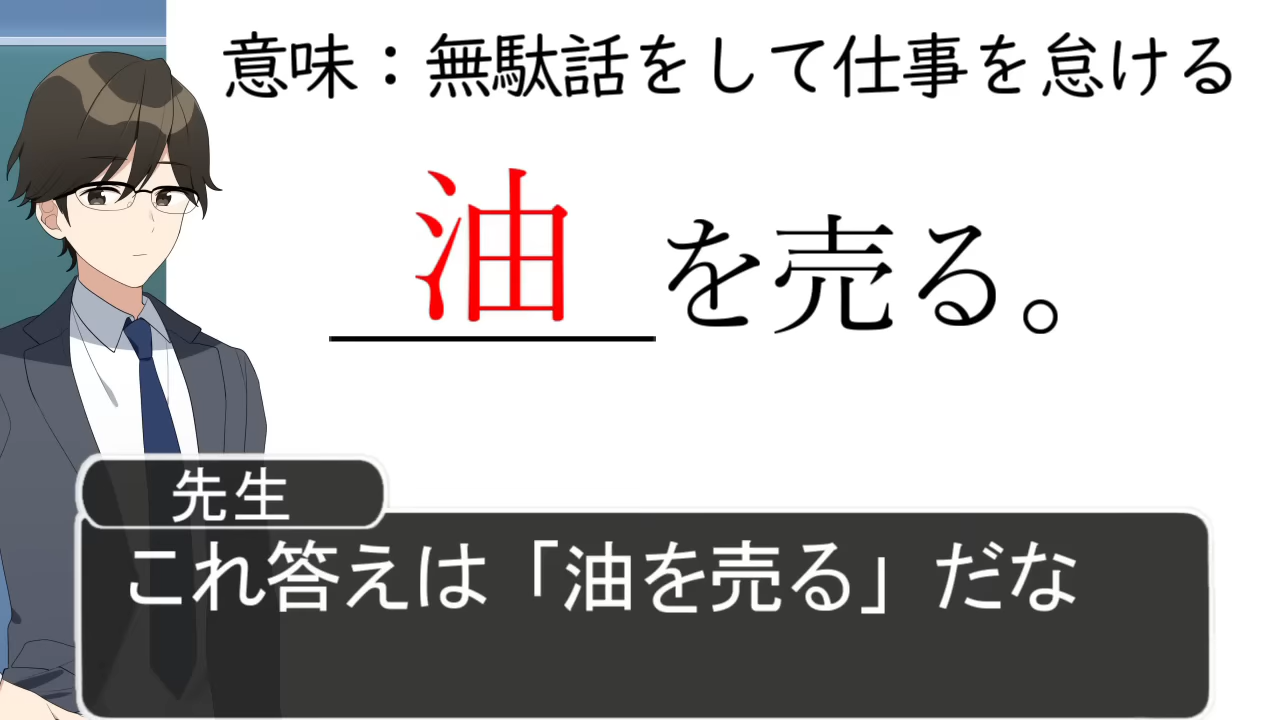 意味：無駄話をして仕事を怠ける
油を売る。
先生
これ答えは「油を売る」だな